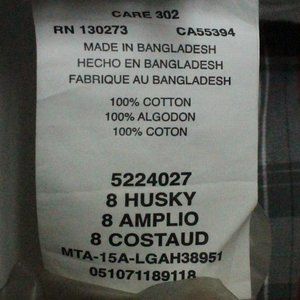 CARE 302
RN 130273 CA55394
MADE IN BANGLADESH
HECHO EN BANGLADESH
FABRIQUE AU BANGLADESH
100% COTTON
100% ALGODON
100% COTON
5224027
8 HUSKY
8 AMPLIO
8 COSTAUD
MTA-15A-LGAH38951
051071189118